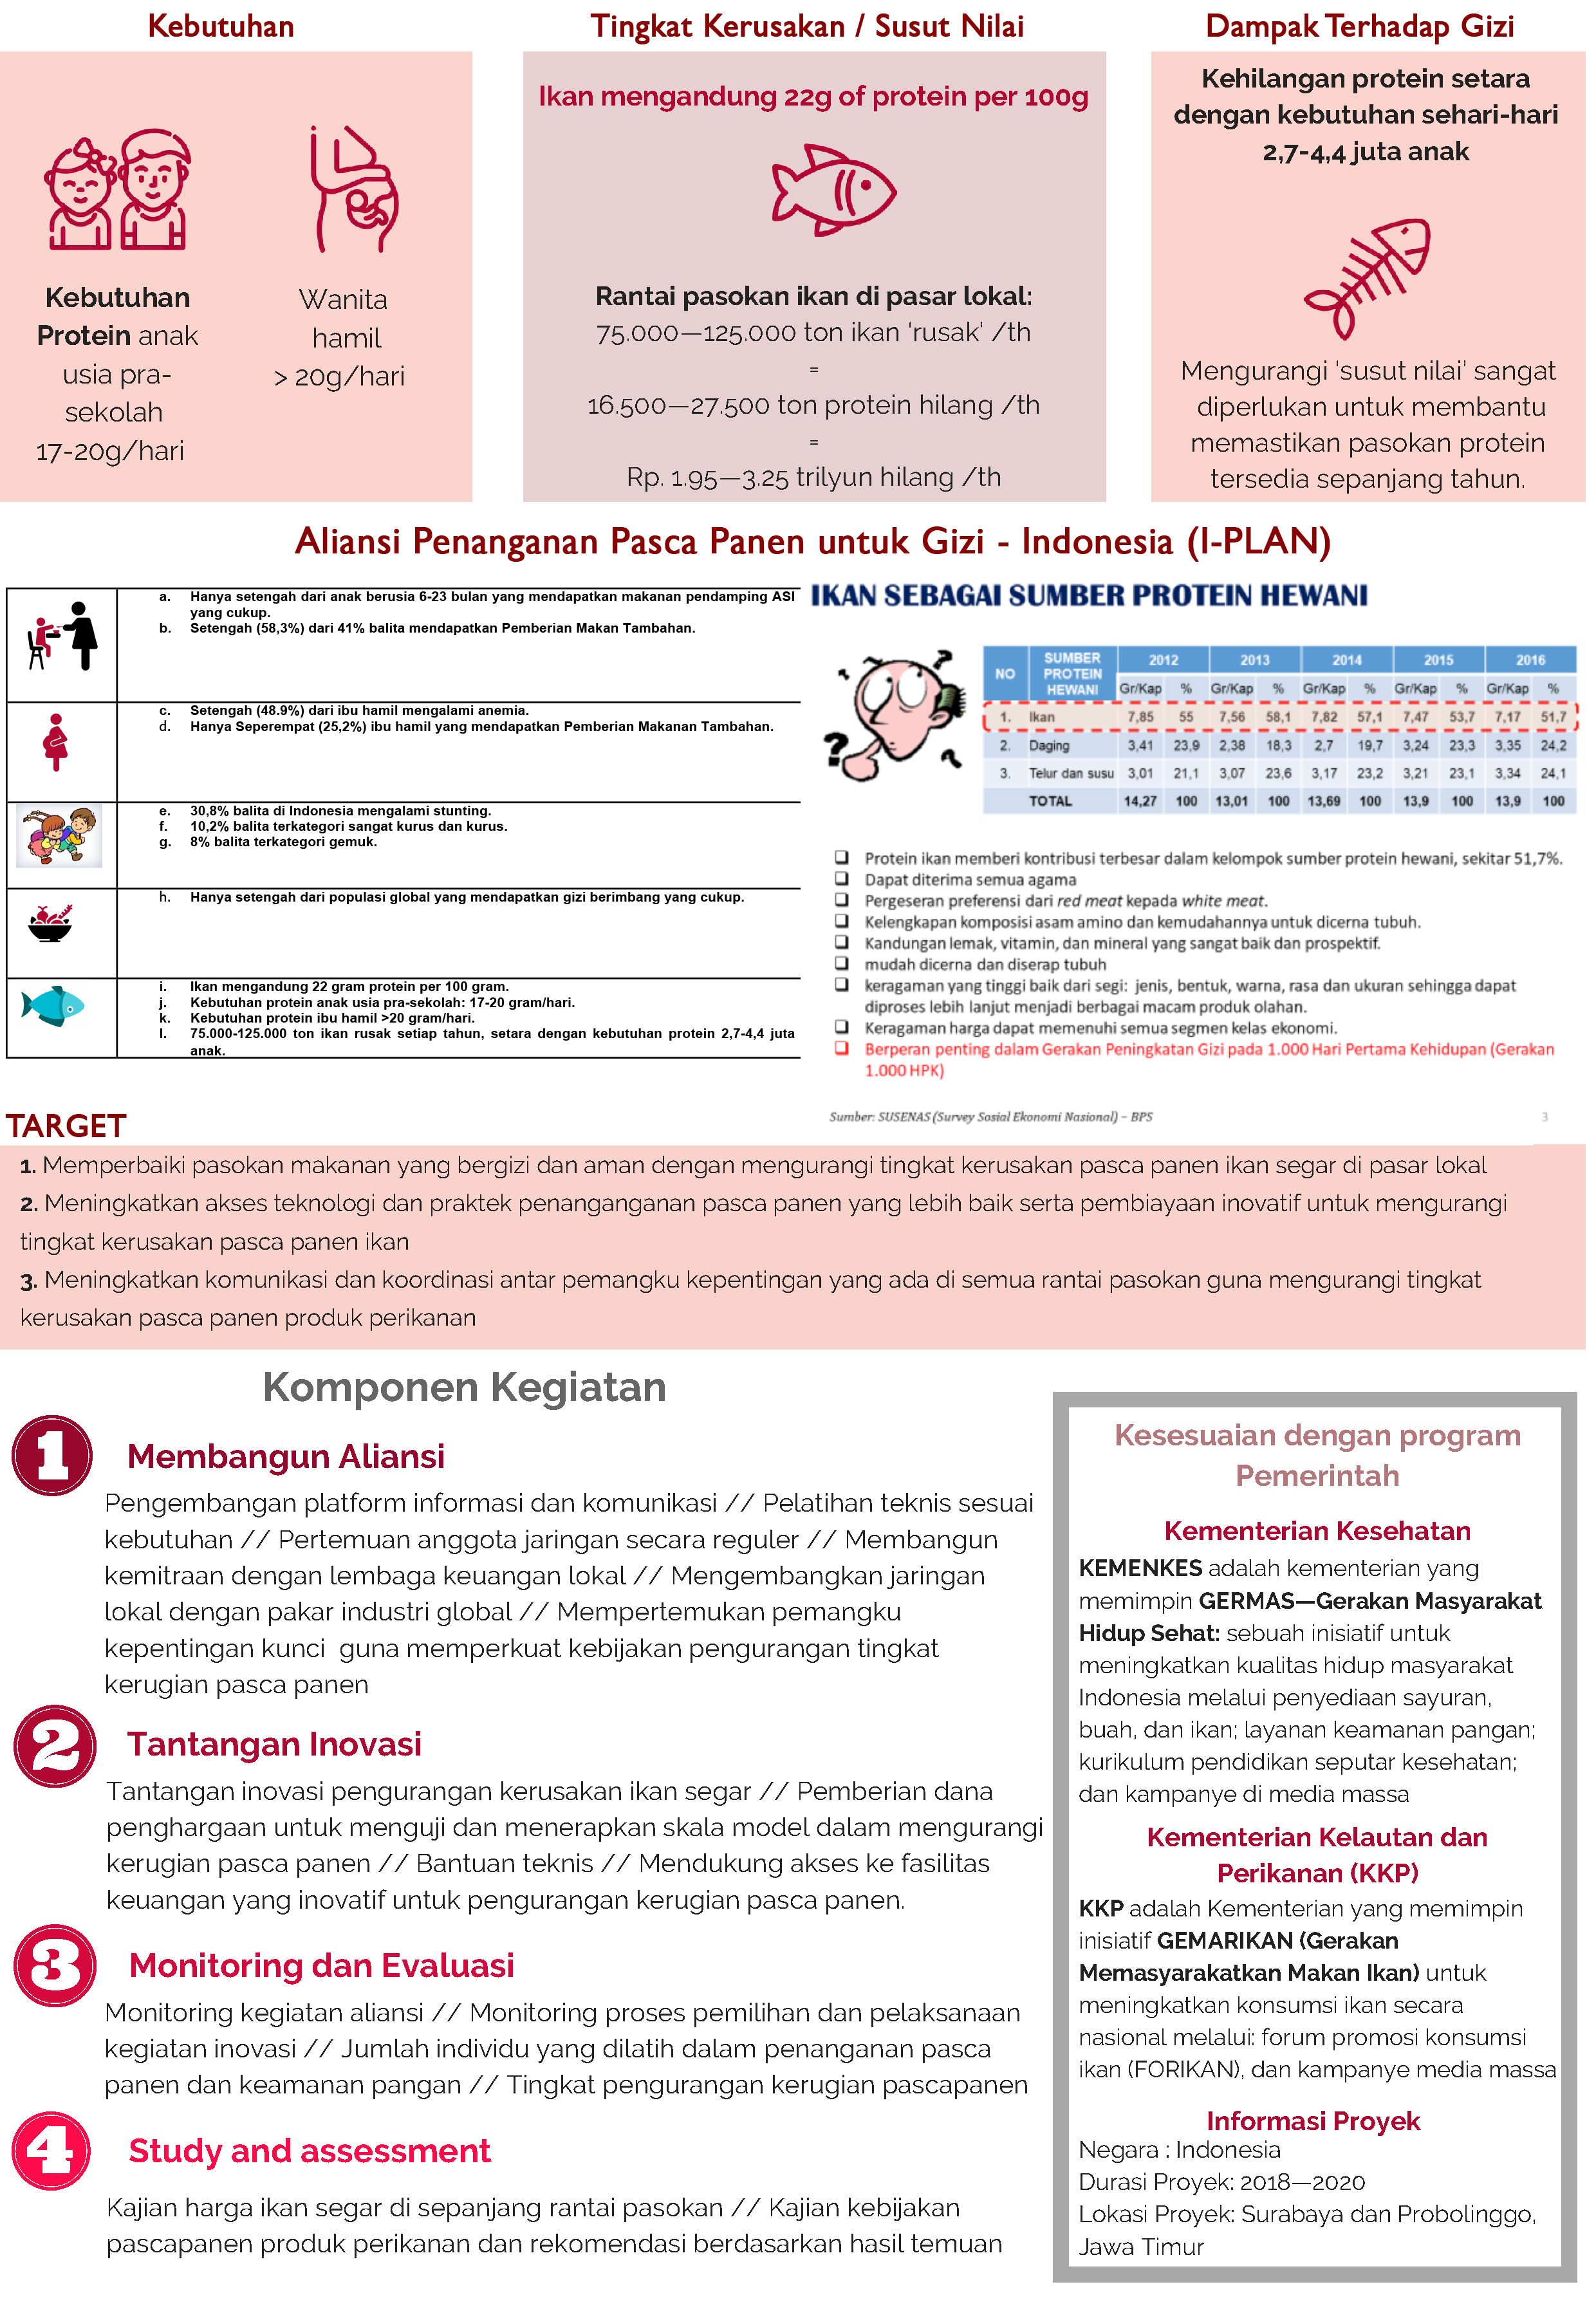 Kebutuhan
Kebutuhan
Protein anak
usia pra-
sekolah
17-20g/hari
Wanita
hamil
> 20g/hari
Tingkat Kerusakan / Susut Nilai
Ikan mengandung 22g of protein per 100g
Rantai pasokan ikan di pasar lokal:
75.000—125.000 ton ikan 'rusak' /th
=
16.500—27.500 ton protein hilang /th
=
Rp. 1.95—3.25 trilyun hilang /th
Dampak Terhadap Gizi
Kehilangan protein setara
dengan kebutuhan sehari-hari
2,7-4,4 juta anak
Mengurangi 'susut nilai' sangat
diperlukan untuk membantu
memastikan pasokan protein
tersedia sepanjang tahun.
Aliansi Penanganan Pasca Panen untuk Gizi - Indonesia (I-PLAN)
a. Hanya setengah dari anak berusia 6-23 bulan yang mendapatkan makanan pendamping ASI
yang cukup.
b. Setengah (58,3%) dari 41% balita mendapatkan Pemberian Makan Tambahan.
c. Setengah (48.9%) dari ibu hamil mengalami anemia.
d. Hanya Seperempat (25,2%) ibu hamil yang mendapatkan Pemberian Makanan Tambahan.
e. 30,8% balita di Indonesia mengalami stunting.
f. 10,2% balita terkategori sangat kurus dan kurus.
g. 8% balita terkategori gemuk.
h. Hanya setengah dari populasi global yang mendapatkan gizi berimbang yang cukup.
i. Ikan mengandung 22 gram protein per 100 gram.
j. Kebutuhan protein anak usia pra-sekolah: 17-20 gram/hari.
k. Kebutuhan protein ibu hamil >20 gram/hari.
l. 75.000-125.000 ton ikan rusak setiap tahun, setara dengan kebutuhan protein 2,7-4,4 juta
anak.
IKAN SEBAGAI SUMBER PROTEIN HEWANI
NO SUMBER PROTEIN HEWANI 2012 2013 2014 2015 2016
Gr/Kap % Gr/Kap % Gr/Kap % Gr/Kap % Gr/Kap %
1. Ikan 7,85 55 7,56 58,1 7,82 57,1 7,47 53,7 7,17 51,7
2. Daging 3,41 23,9 2,38 18,3 2,7 19,7 3,24 23,3 3,35 24,2
3. Telur dan susu 3,01 21,1 3,07 23,6 3,17 23,2 3,21 23,1 3,34 24,1
TOTAL 14,27 100 13,01 100 13,69 100 13,9 100 13,9 100
❑ Protein ikan memberi kontribusi terbesar dalam kelompok sumber protein hewani, sekitar 51,7%.
❑ Dapat diterima semua agama
❑ Pergeseran preferensi dari red meat kepada white meat.
❑ Kelengkapan komposisi asam amino dan kemudahannya untuk dicerna tubuh.
❑ Kandungan lemak, vitamin, dan mineral yang sangat baik dan prospektif.
❑ mudah dicerna dan diserap tubuh
❑ keragaman yang tinggi baik dari segi: jenis, bentuk, warna, rasa dan ukuran sehingga dapat
diproses lebih lanjut menjadi berbagai macam produk olahan.
❑ Keragaman harga dapat memenuhi semua segmen kelas ekonomi.
❑ Berperan penting dalam Gerakan Peningkatan Gizi pada 1.000 Hari Pertama Kehidupan (Gerakan
1.000 HPK)
Sumber: SUSENAS (Survey Sosial Ekonomi Nasional) – BPS
3
TARGET
1. Memperbaiki pasokan makanan yang bergizi dan aman dengan mengurangi tingkat kerusakan pasca panen ikan segar di pasar lokal
2. Meningkatkan akses teknologi dan praktek penanganganan pasca panen yang lebih baik serta pembiayaan inovatif untuk mengurangi
tingkat kerusakan pasca panen ikan
3. Meningkatkan komunikasi dan koordinasi antar pemangku kepentingan yang ada di semua rantai pasokan guna mengurangi tingkat
kerusakan pasca panen produk perikanan
Komponen Kegiatan
1 Membangun Aliansi
Pengembangan platform informasi dan komunikasi // Pelatihan teknis sesuai
kebutuhan // Pertemuan anggota jaringan secara reguler // Membangun
kemitraan dengan lembaga keuangan lokal // Mengembangkan jaringan
lokal dengan pakar industri global // Mempertemukan pemangku
kepentingan kunci guna memperkuat kebijakan pengurangan tingkat
kerugian pasca panen
2 Tantangan Inovasi
Tantangan inovasi pengurangan kerusakan ikan segar // Pemberian dana
penghargaan untuk menguji dan menerapkan skala model dalam mengurangi
kerugian pasca panen // Bantuan teknis // Mendukung akses ke fasilitas
keuangan yang inovatif untuk pengurangan kerugian pasca panen.
3 Monitoring dan Evaluasi
Monitoring kegiatan aliansi // Monitoring proses pemilihan dan pelaksanaan
kegiatan inovasi // Jumlah individu yang dilatih dalam penanganan pasca
panen dan keamanan pangan // Tingkat pengurangan kerugian pascapanen
4 Study and assessment
Kajian harga ikan segar di sepanjang rantai pasokan // Kajian kebijakan
pascapanen produk perikanan dan rekomendasi berdasarkan hasil temuan
Kesesuaian dengan program
Pemerintah
Kementerian Kesehatan
KEMENKES adalah kementerian yang
memimpin GERMAS—Gerakan Masyarakat
Hidup Sehat: sebuah inisiatif untuk
meningkatkan kualitas hidup masyarakat
Indonesia melalui penyediaan sayuran,
buah, dan ikan; layanan keamanan pangan;
kurikulum pendidikan seputar kesehatan;
dan kampanye di media massa
Kementerian Kelautan dan
Perikanan (KKP)
KKP adalah Kementerian yang memimpin
inisiatif GEMARIKAN (Gerakan
Memasyarakatkan Makan Ikan) untuk
meningkatkan konsumsi ikan secara
nasional melalui: forum promosi konsumsi
ikan (FORIKAN), dan kampanye media massa
Informasi Proyek
Negara : Indonesia
Durasi Proyek: 2018—2020
Lokasi Proyek: Surabaya dan Probolinggo,
Jawa Timur